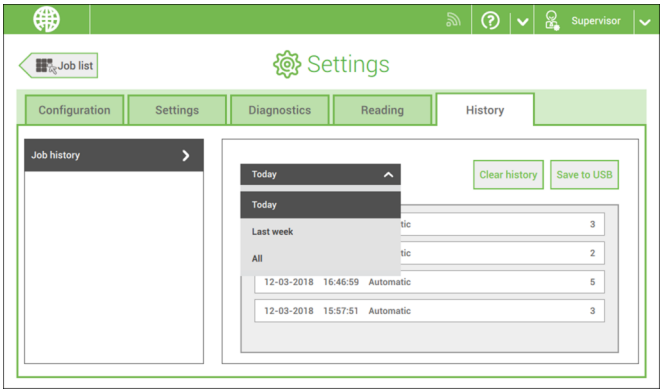 Supervisor
Job list
Settings
Configuration
Settings
Diagnostics
Reading
History
Job history
Today
Clear history
Save to USB
Today
Last week
All
tic 3
tic 2
12-03-2018 16:46:59 Automatic 5
12-03-2018 15:57:51 Automatic 3